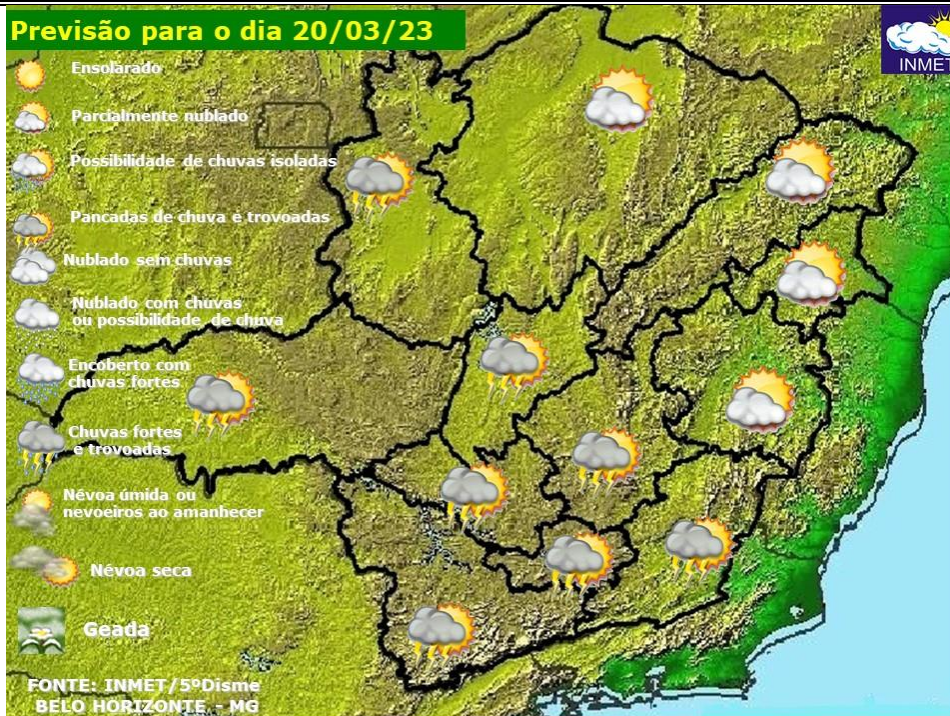 Previsão para o dia 20/03/23
INMET
Ensolarado
Parcialmente nublado
Possibilidade de chuvas isoladas
Pancadas de chuva e trovoadas
Nublado sem chuvas
Nublado com chuvas
ou possibilidade de chuva
Encoberto com
chuvas fortes
Chuvas fortes
e trovoadas
Névoa úmida ou
nevoeiros ao amanhecer
Névoa seca
Geada
FONTE: INMET/5ºDisme
BELO HORIZONTE - MG